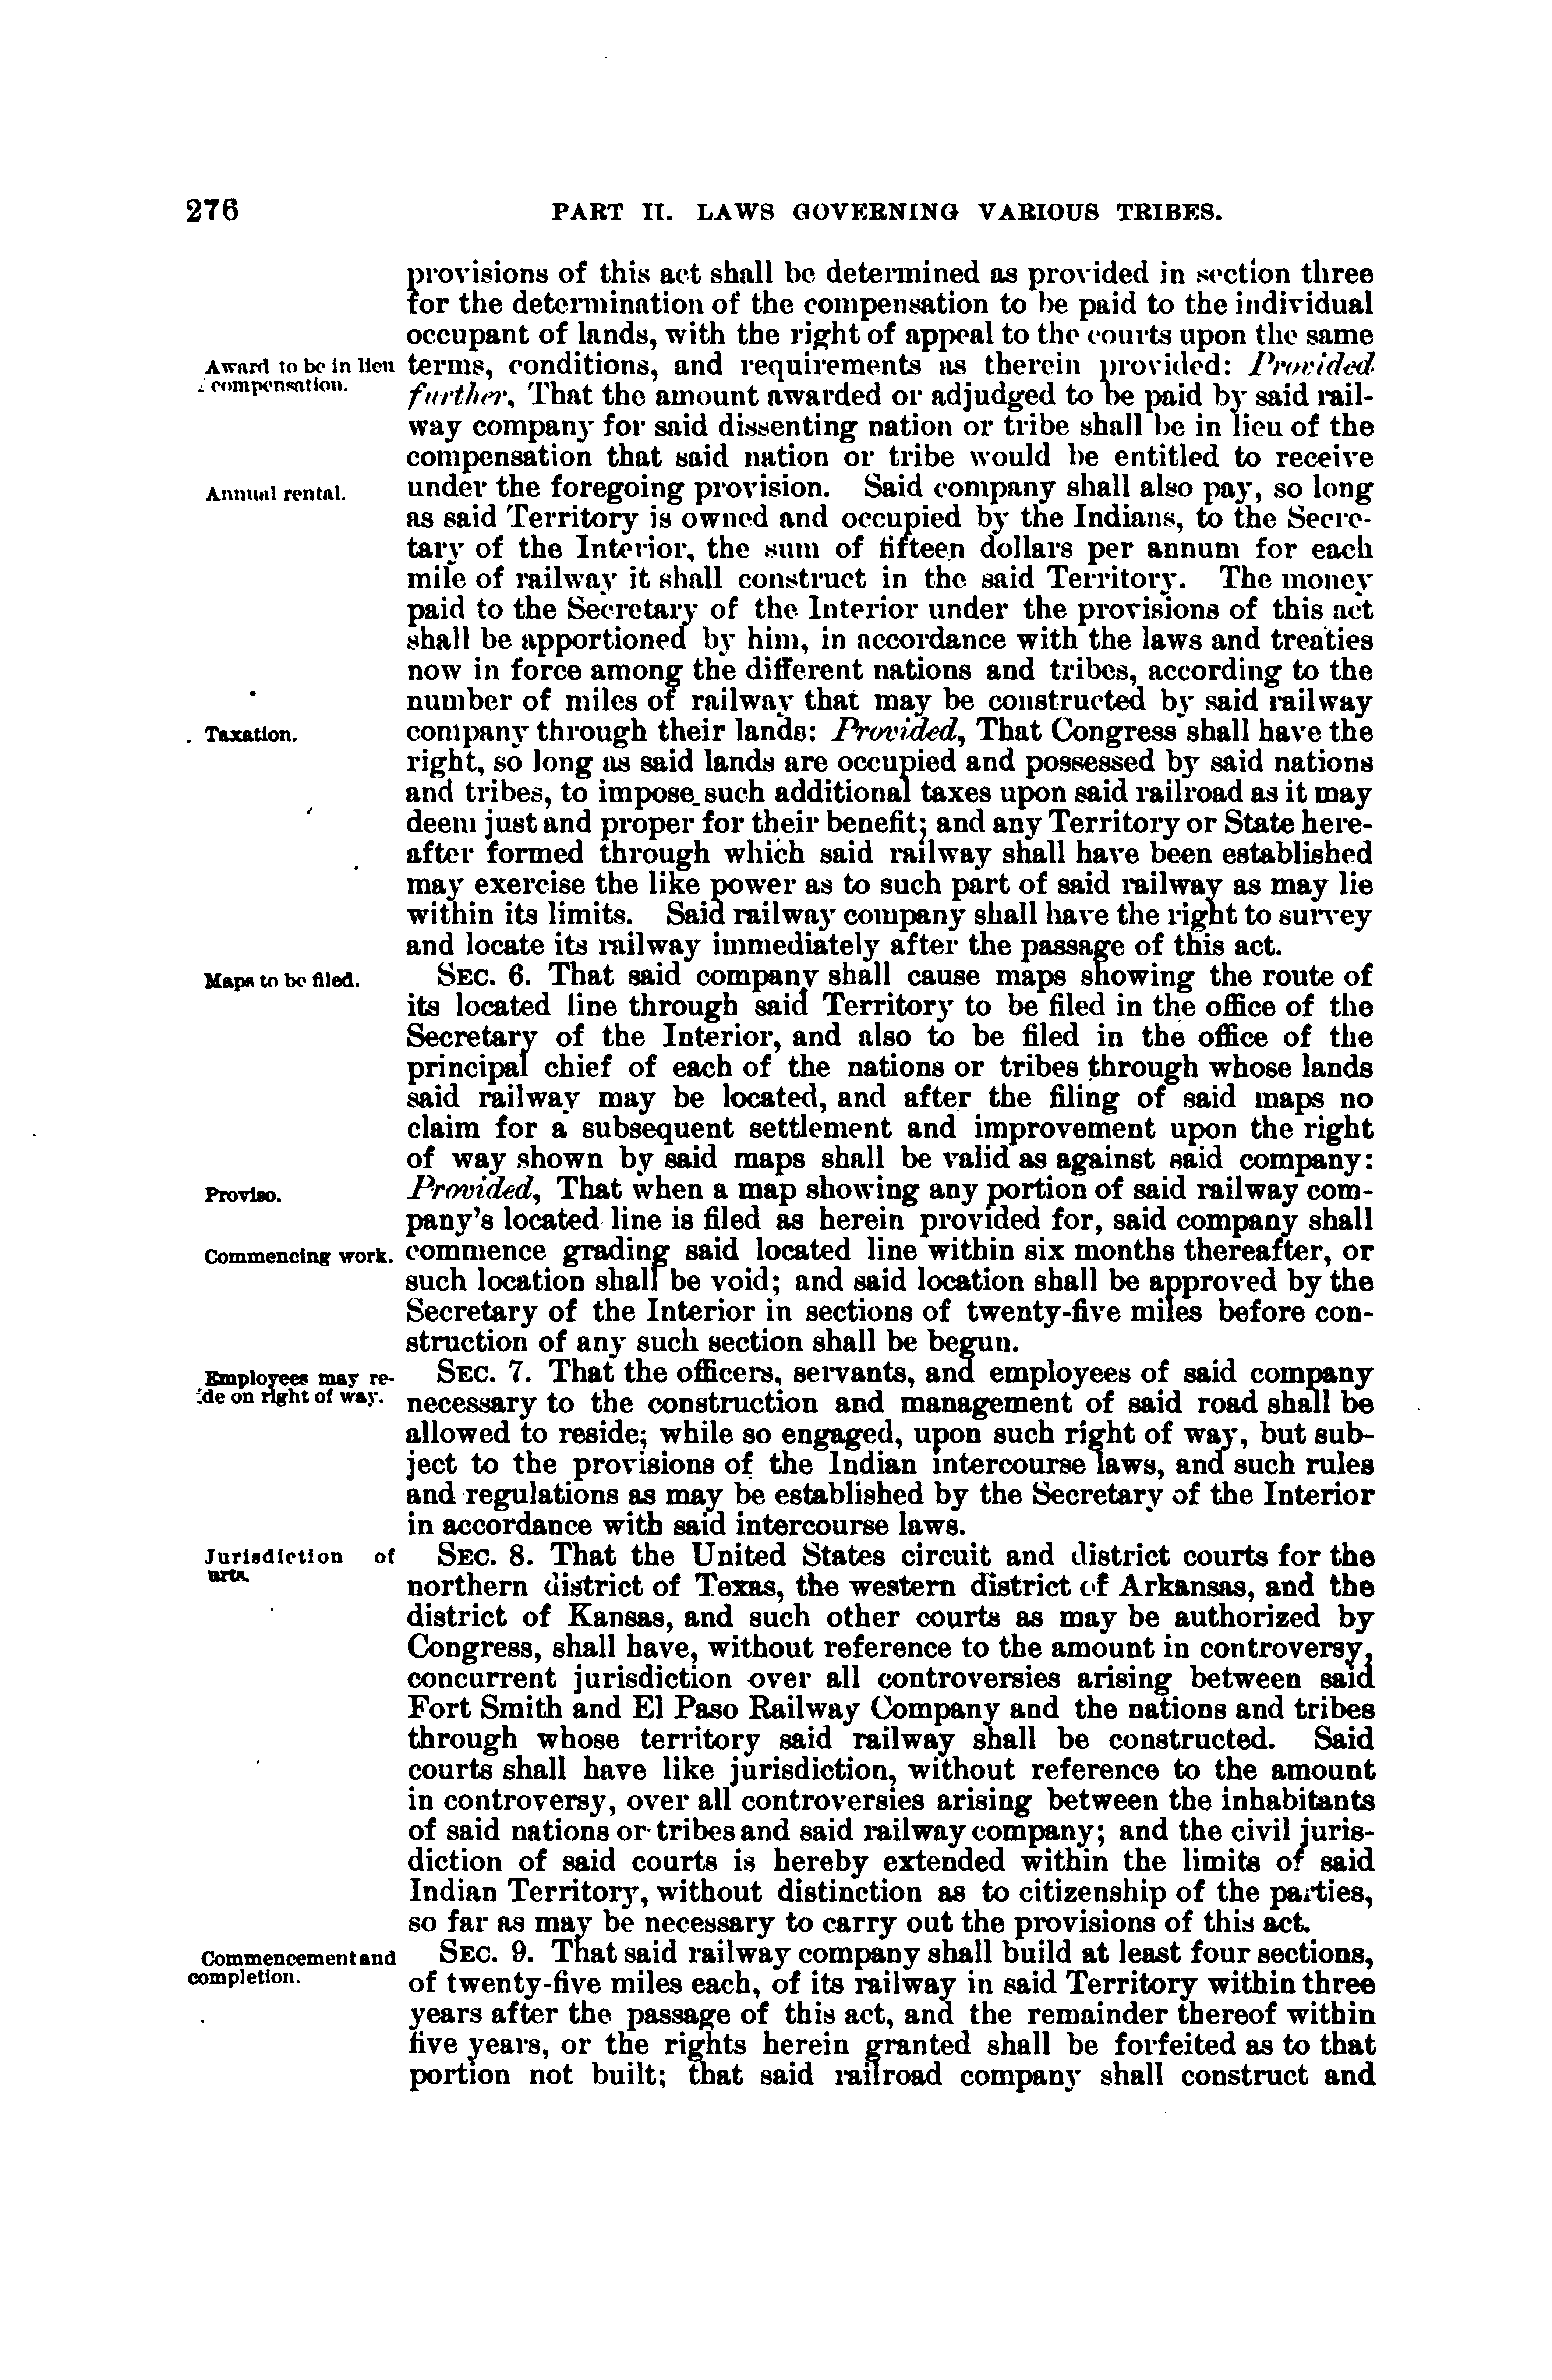 276 PART II. LAWS GOVERNING VARIOUS TRIBES.
provisions of this act shall be determined as provided in section three
for the determination of the compensation to be paid to the individual
occupant of lands, with the right of appeal to the courts upon the same
Award to be in lieu
compensation.
terms, conditions, and requirements as therein provided: Provided
further, That the amount awarded or adjudged to be paid by said rail-
way company for said dissenting nation or tribe shall be in lieu of the
compensation that said nation or tribe would be entitled to receive
Annual rental.
under the foregoing provision. Said company shall also pay, so long
as said Territory is owned and occupied by the Indians, to the Secre-
tary of the Interior, the sum of fifteen dollars per annum for each
mile of railway it shall construct in the said Territory. The money
paid to the Secretary of the Interior under the provisions of this act
shall be apportioned by him, in accordance with the laws and treaties
now in force among the different nations and tribes, according to the
number of miles of railway that may be constructed by said railway
Taxation.
company through their lands: Provided, That Congress shall have the
right, so long as said lands are occupied and possessed by said nations
and tribes, to impose such additional taxes upon said railroad as it may
deem just and proper for their benefit; and any Territory or State here-
after formed through which said railway shall have been established
may exercise the like power as to such part of said railway as may lie
within its limits. Said railway company shall have the right to survey
and locate its railway immediately after the passage of this act.
Maps to be filed.
SEC. 6. That said company shall cause maps showing the route of
its located line through said Territory to be filed in the office of the
Secretary of the Interior, and also to be filed in the office of the
principal chief of each of the nations or tribes through whose lands
said railway may be located, and after the filing of said maps no
claim for a subsequent settlement and improvement upon the right
of way shown by said maps shall be valid as against said company:
Proviso.
Provided, That when a map showing any portion of said railway com-
pany's located line is filed as herein provided for, said company shall
Commencing work.
commence grading said located line within six months thereafter, or
such location shall be void; and said location shall be approved by the
Secretary of the Interior in sections of twenty-five miles before con-
struction of any such section shall be begun.
Employees may re-
ide on right of way.
SEC. 7. That the officers, servants, and employees of said company
necessary to the construction and management of said road shall be
allowed to reside; while so engaged, upon such right of way, but sub-
ject to the provisions of the Indian intercourse laws, and such rules
and regulations as may be established by the Secretary of the Interior
in accordance with said intercourse laws.
Jurisdiction of
urts.
SEC. 8. That the United States circuit and district courts for the
northern district of Texas, the western district of Arkansas, and the
district of Kansas, and such other courts as may be authorized by
Congress, shall have, without reference to the amount in controversy,
concurrent jurisdiction over all controversies arising between said
Fort Smith and El Paso Railway Company and the nations and tribes
through whose territory said railway shall be constructed. Said
courts shall have like jurisdiction, without reference to the amount
in controversy, over all controversies arising between the inhabitants
of said nations or tribes and said railway company; and the civil juris-
diction of said courts is hereby extended within the limits of said
Indian Territory, without distinction as to citizenship of the parties,
so far as may be necessary to carry out the provisions of this act.
Commencement and
completion.
SEC. 9. That said railway company shall build at least four sections,
of twenty-five miles each, of its railway in said Territory within three
years after the passage of this act, and the remainder thereof within
five years, or the rights herein granted shall be forfeited as to that
portion not built; that said railroad company shall construct and